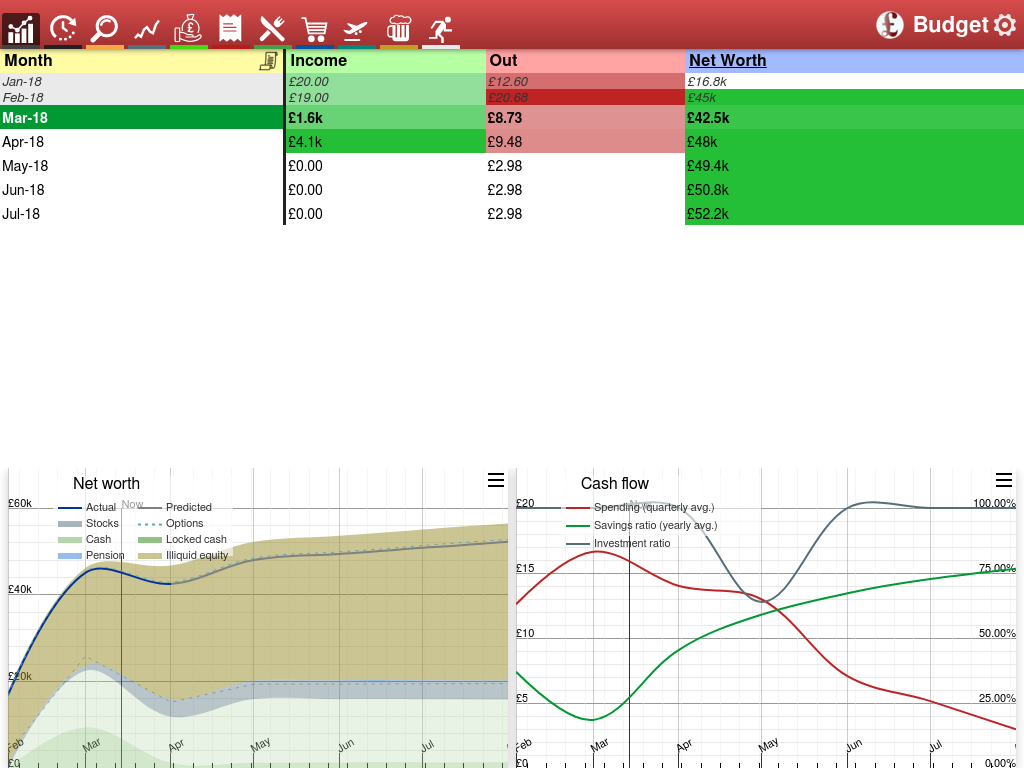 Budget
Month Income Out Net Worth
Jan-18 £20.00 £12.60 £16.8k
Feb-18 £19.00 £20.68 £45k
Mar-18 £1.6k £8.73 £42.5k
Apr-18 £4.1k £9.48 £48k
May-18 £0.00 £2.98 £49.4k
Jun-18 £0.00 £2.98 £50.8k
Jul-18 £0.00 £2.98 £52.2k
Net worth
£60k
Now
Actual Predicted
Stocks Options
Cash Locked cash
Pension Illiquid equity
£40k
£20k
£0
Feb Mar Apr May Jun Jul
Cash flow
£20 100.00%
Now
Spending (quarterly avg.)
Savings ratio (yearly avg.)
Investment ratio
£15 75.00%
£10 50.00%
£5 25.00%
£0 0.00%
Feb Mar Apr May Jun Jul